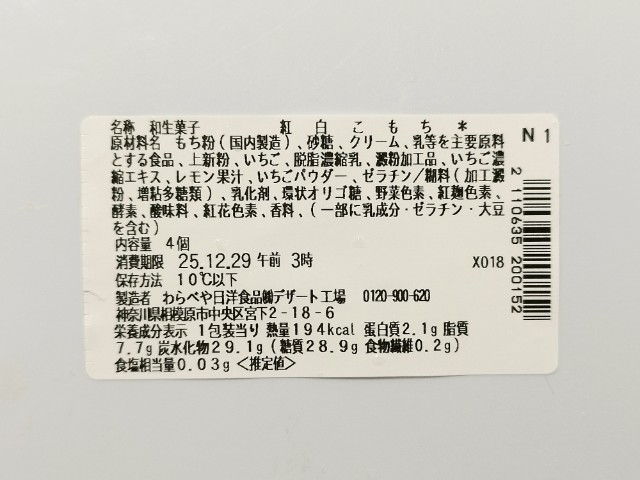 名称 和生菓子 紅白こもち *
原材料名 もち粉(国内製造)、砂糖、クリーム、乳等を主要原料
とする食品、上新粉、いちご、脱脂濃縮乳、澱粉加工品、いちご濃
縮エキス、レモン果汁、いちごパウダー、ゼラチン/糊料(加工澱
粉、増粘多糖類)、乳化剤、環状オリゴ糖、野菜色素、紅麹色素、
酵素、酸味料、紅花色素、香料、(一部に乳成分・ゼラチン・大豆
を含む)
内容量 4個
消費期限 25.12.29 午前 3時 X018
保存方法 10℃以下
製造者 わらべや日洋食品㈱デザート工場 0120-900-620
神奈川県相模原市中央区宮下2-18-6
栄養成分表示 1包装当り 熱量194kcal 蛋白質2.1g 脂質
7.7g 炭水化物29.1g(糖質28.9g 食物繊維0.2g)
食塩相当量0.03g <推定値>
N1
2 110635 200152